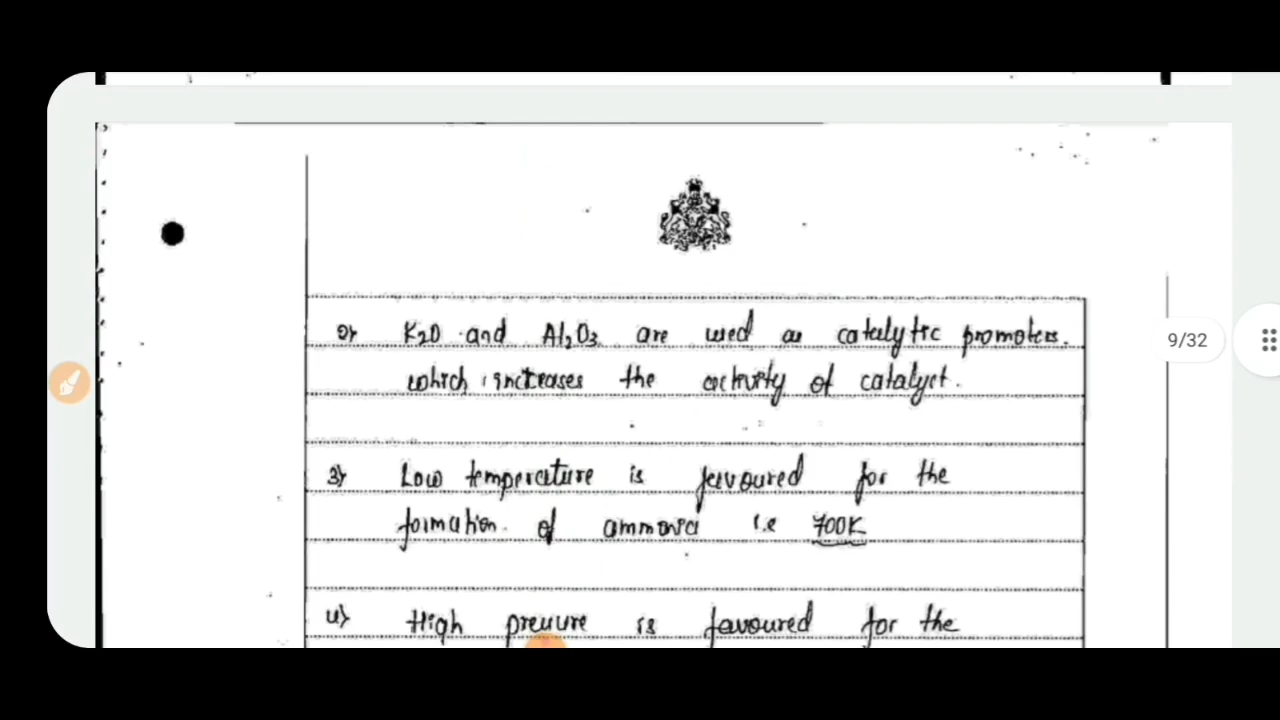 2) K2O and Al2O3 are used as catalytic promoters.
which increases the activity of catalyst.
3) Low temperature is favoured for the
formation of ammonia i.e 700K
4) High pressure is favoured for the
9/32